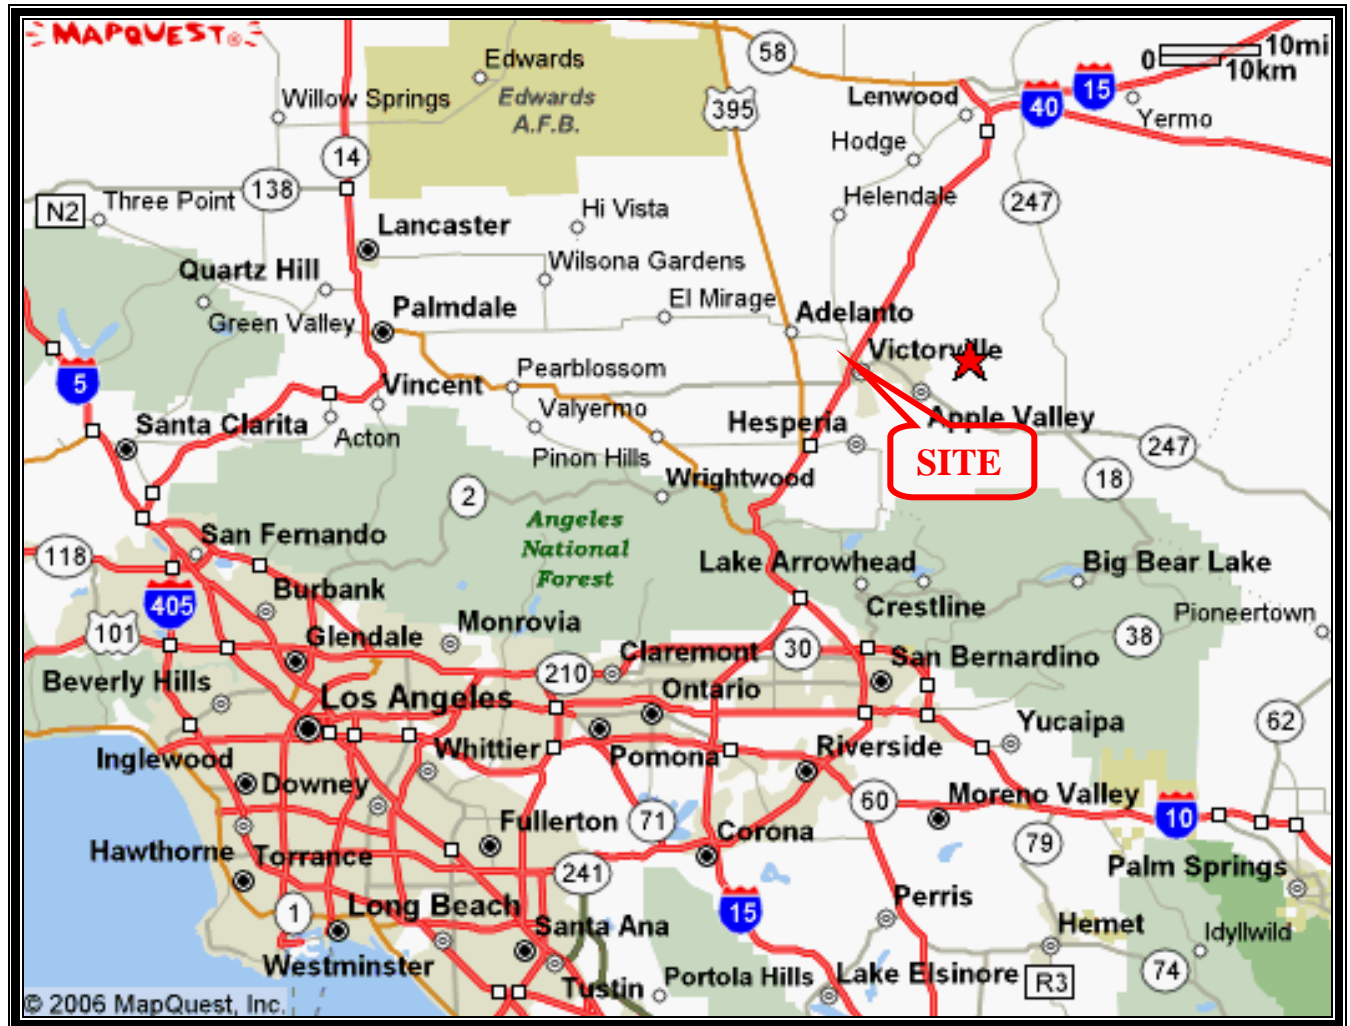 MAPQUEST
58
10mi
0
10km
Edwards
Edwards
A.F.B.
Willow Springs
395
Lenwood
40
15
Yermo
Hodge
14
138
N2
Three Point
Helendale
247
Hi Vista
Lancaster
Quartz Hill
Wilsona Gardens
El Mirage
Adelanto
Palmdale
Green Valley
Victorville
5
Vincent
Pearblossom
Valyermo
Hesperia
Apple Valley
Santa Clarita
Acton
Pinon Hills
SITE
247
18
2
Wrightwood
Angeles
National
Forest
San Fernando
118
Lake Arrowhead
Big Bear Lake
Burbank
405
Crestline
Pioneertown
101
Glendale
Monrovia
Claremont
30
38
San Bernardino
210
Beverly Hills
Los Angeles
Ontario
62
Yucaipa
Inglewood
Whittier
Pomona
Riverside
Downey
60
Moreno Valley
10
Fullerton
71
Corona
79
Hawthorne
Torrance
241
Palm Springs
1
Long Beach
15
Perris
Santa Ana
Hemet
Idyllwild
Westminster
Tustin
Portola Hills
Lake Elsinore
R3
74
© 2006 MapQuest, Inc.